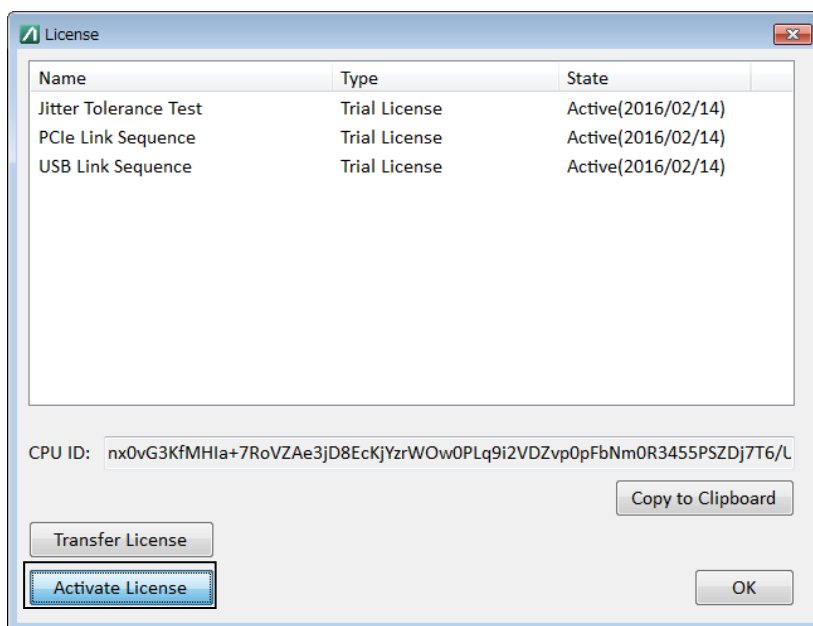 License
Name Type State
Jitter Tolerance Test Trial License Active(2016/02/14)
PCIe Link Sequence Trial License Active(2016/02/14)
USB Link Sequence Trial License Active(2016/02/14)
CPU ID: nx0vG3KfMHIa+7RoVZAe3jD8EcKjYzrWOw0PLq9i2VDZvp0pFbNm0R3455PSZDj7T6/U
Copy to Clipboard
Transfer License
Activate License OK